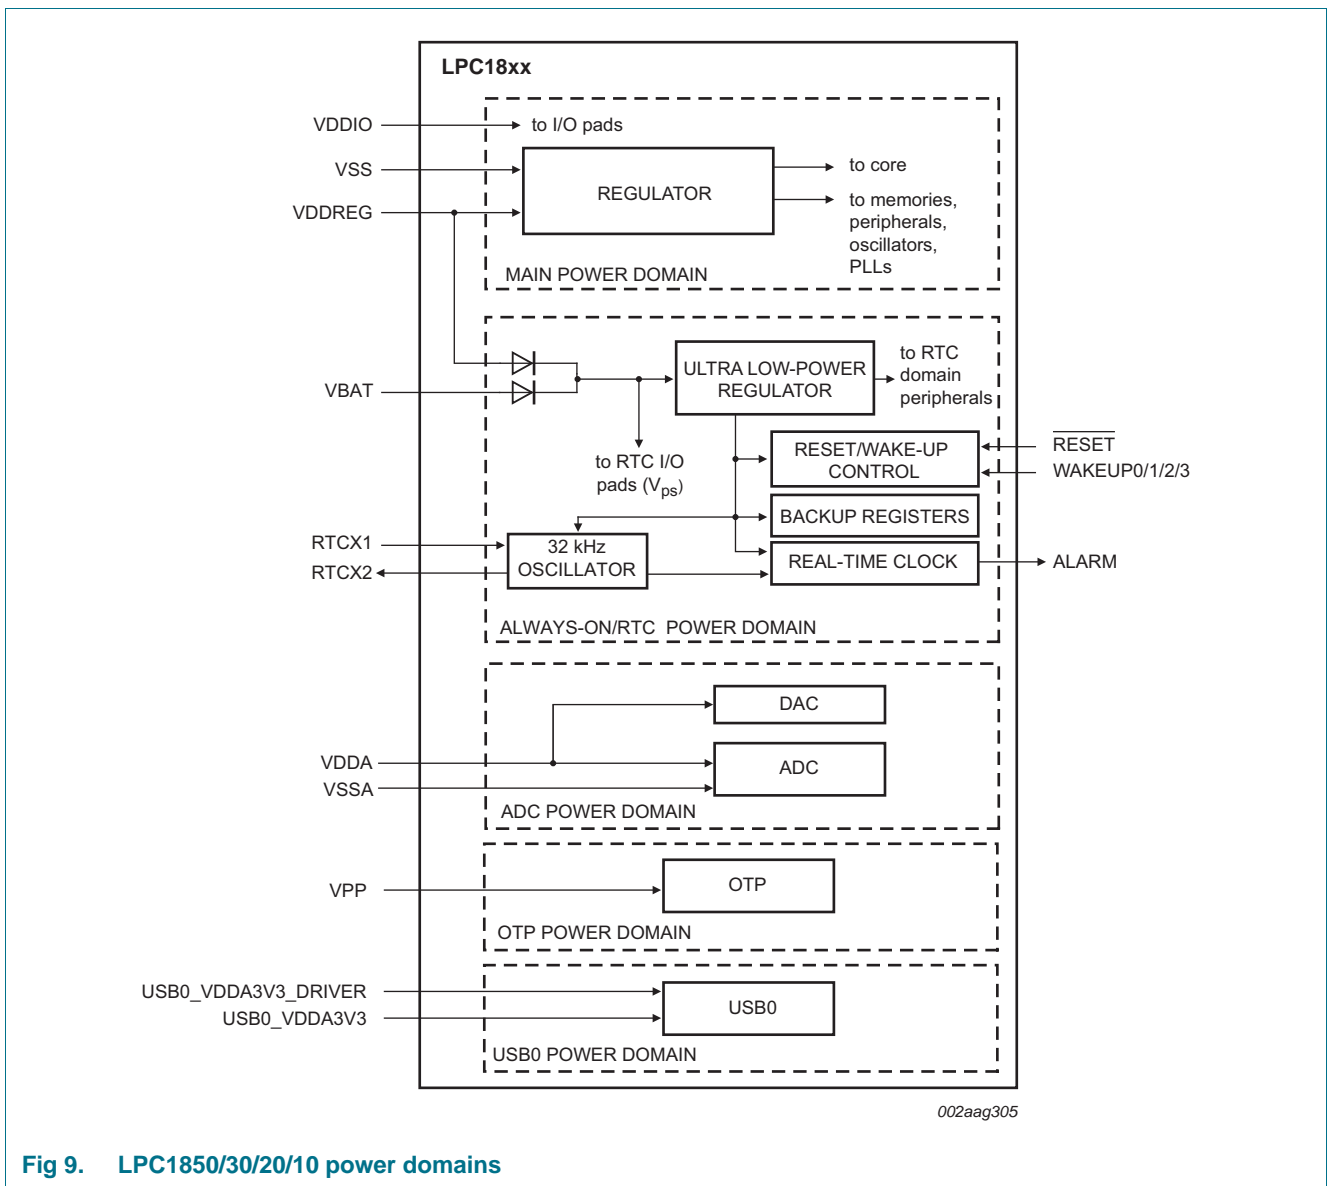 LPC18xx
VDDIO
to I/O pads
VSS
VDDREG
REGULATOR
to core
to memories,
peripherals,
oscillators,
PLLs
MAIN POWER DOMAIN
VBAT
ULTRA LOW-POWER
REGULATOR
to RTC
domain
peripherals
to RTC I/O
pads (Vps)
RESET/WAKE-UP
CONTROL
RESET
WAKEUP0/1/2/3
BACKUP REGISTERS
RTCX1
RTCX2
32 kHz
OSCILLATOR
REAL-TIME CLOCK
ALARM
ALWAYS-ON/RTC POWER DOMAIN
DAC
VDDA
VSSA
ADC
ADC POWER DOMAIN
VPP
OTP
OTP POWER DOMAIN
USB0_VDDA3V3_DRIVER
USB0_VDDA3V3
USB0
USB0 POWER DOMAIN
002aag305
Fig 9. LPC1850/30/20/10 power domains